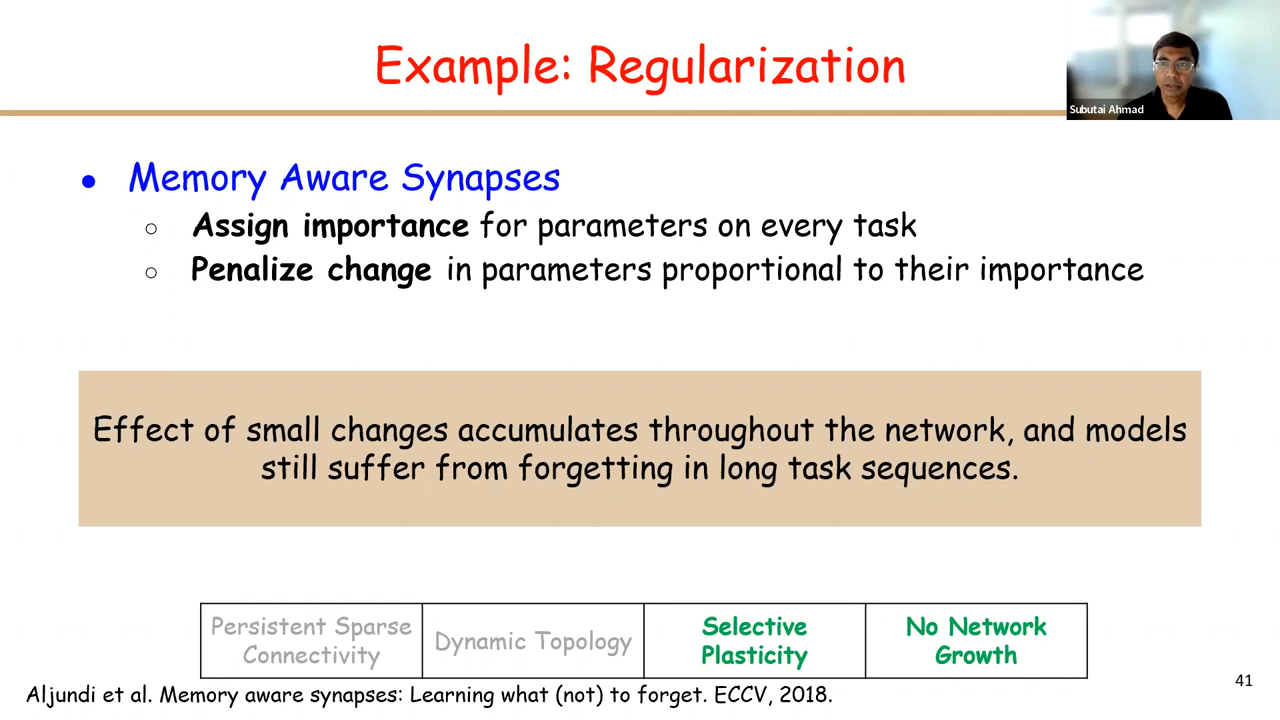 Example: Regularization
Subutai Ahmad
● Memory Aware Synapses
○ Assign importance for parameters on every task
○ Penalize change in parameters proportional to their importance
Effect of small changes accumulates throughout the network, and models
still suffer from forgetting in long task sequences.
Persistent Sparse
Connectivity
Dynamic Topology
Selective
Plasticity
No Network
Growth
41
Aljundi et al. Memory aware synapses: Learning what (not) to forget. ECCV, 2018.